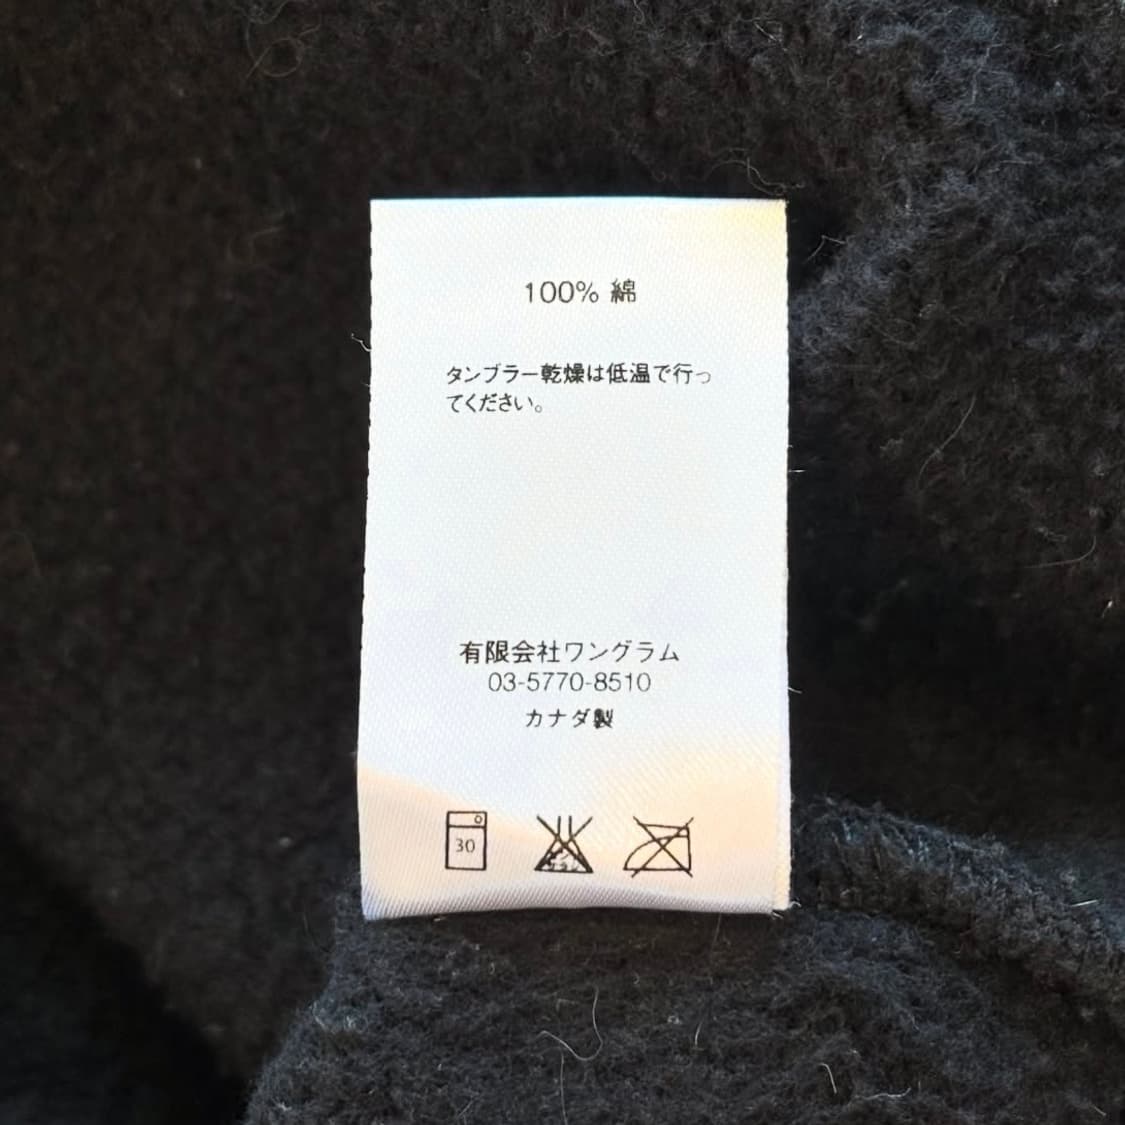 100% 綿
タンブラー乾燥は低温で行っ
てください。
有限会社ワングラム
03-5770-8510
カナダ製
30